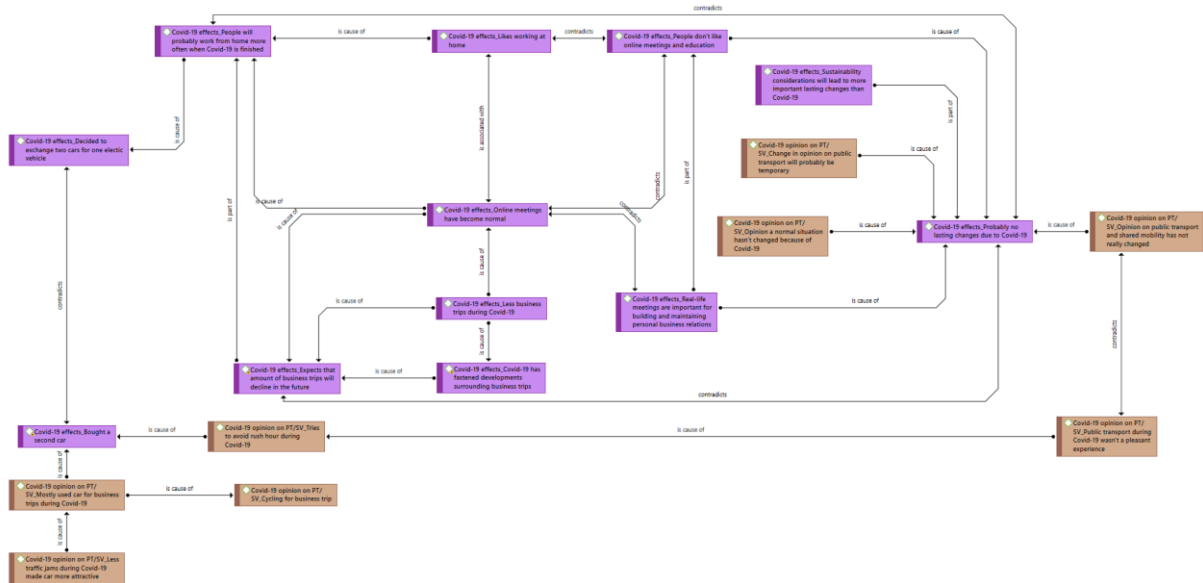 contradicts
Covid-19 effects_People will
probably work from home more
often when Covid-19 is finished
is cause of
Covid-19 effects_Likes working at
home
contradicts
Covid-19 effects_People don't like
online meetings and education
is cause of
Covid-19 effects_Sustainability
considerations will lead to more
important lasting changes than
Covid-19
is part of
is cause of
Covid-19 effects_Decided to
exchange two cars for one electic
vehicle
is associated with
Covid-19 opinion on PT/
SV_Change in opinion on public
transport will probably be
temporary
is cause of
is part of
contradicts
is cause of
is part of
is cause of
Covid-19 effects_Online meetings
have become normal
contradicts
Covid-19 opinion on PT/
SV_Opinion a normal situation
hasn't changed because of
Covid-19
is cause of
Covid-19 effects_Probably no
lasting changes due to Covid-19
is cause of
Covid-19 opinion on PT/
SV_Opinion on public transport
and shared mobility has not
really changed
is cause of
contradicts
is cause of
Covid-19 effects_Less business
trips during Covid-19
Covid-19 effects_Real-life
meetings are important for
building and maintaining
personal business relations
is cause of
contradicts
is cause of
Covid-19 effects_Expects that
amount of business trips will
decline in the future
is cause of
Covid-19 effects_Covid-19 has
fastened developments
surrounding business trips
contradicts
Covid-19 effects_Bought a
second car
is cause of
Covid-19 opinion on PT/SV_Tries
to avoid rush hour during
Covid-19
is cause of
Covid-19 opinion on PT/
SV_Public transport during
Covid-19 wasn't a pleasant
experience
is cause of
Covid-19 opinion on PT/
SV_Mostly used car for business
trips during Covid-19
is cause of
Covid-19 opinion on PT/
SV_Cycling for business trip
is cause of
Covid-19 opinion on PT/SV_Less
traffic jams during Covid-19
made car more attractive